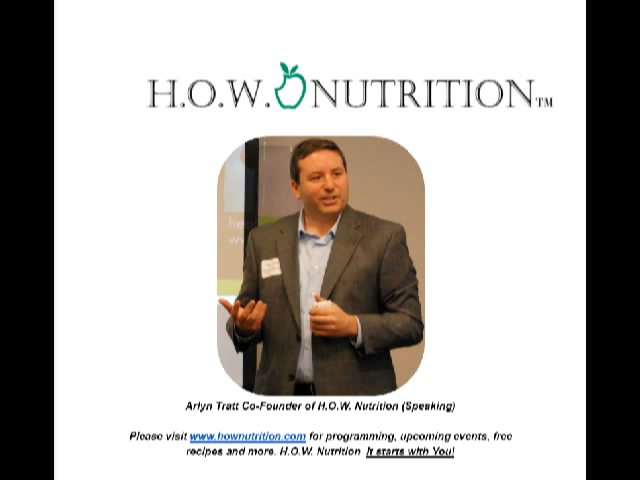 H.O.W. NUTRITION™
Arlyn Tratt Co-Founder of H.O.W. Nutrition (Speaking)
Please visit www.hownutrition.com for programming, upcoming events, free
recipes and more. H.O.W. Nutrition It starts with You!